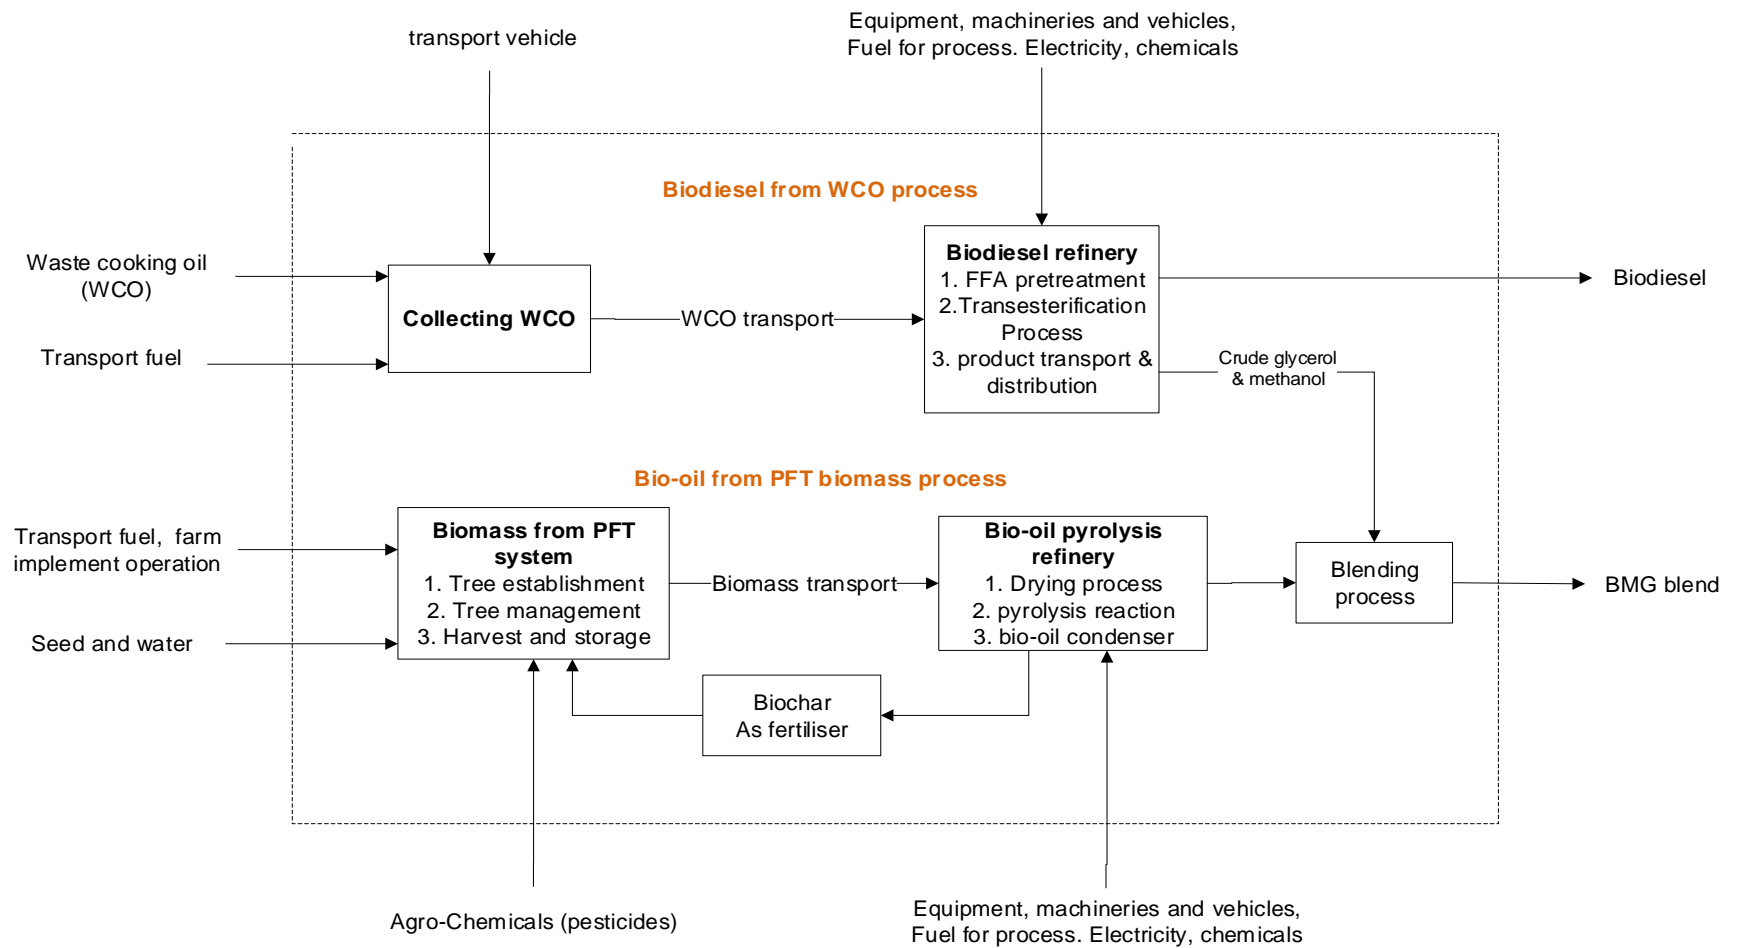 transport vehicle
Equipment, machineries and vehicles,
Fuel for process. Electricity, chemicals
Biodiesel from WCO process
Waste cooking oil
(WCO)
Transport fuel
Collecting WCO
WCO transport
Biodiesel refinery
1. FFA pretreatment
2.Transesterification
Process
3. product transport &
distribution
Biodiesel
Crude glycerol
& methanol
Bio-oil from PFT biomass process
Transport fuel, farm
implement operation
Seed and water
Biomass from PFT
system
1. Tree establishment
2. Tree management
3. Harvest and storage
Biomass transport
Bio-oil pyrolysis
refinery
1. Drying process
2. pyrolysis reaction
3. bio-oil condenser
Blending
process
BMG blend
Biochar
As fertiliser
Agro-Chemicals (pesticides)
Equipment, machineries and vehicles,
Fuel for process. Electricity, chemicals